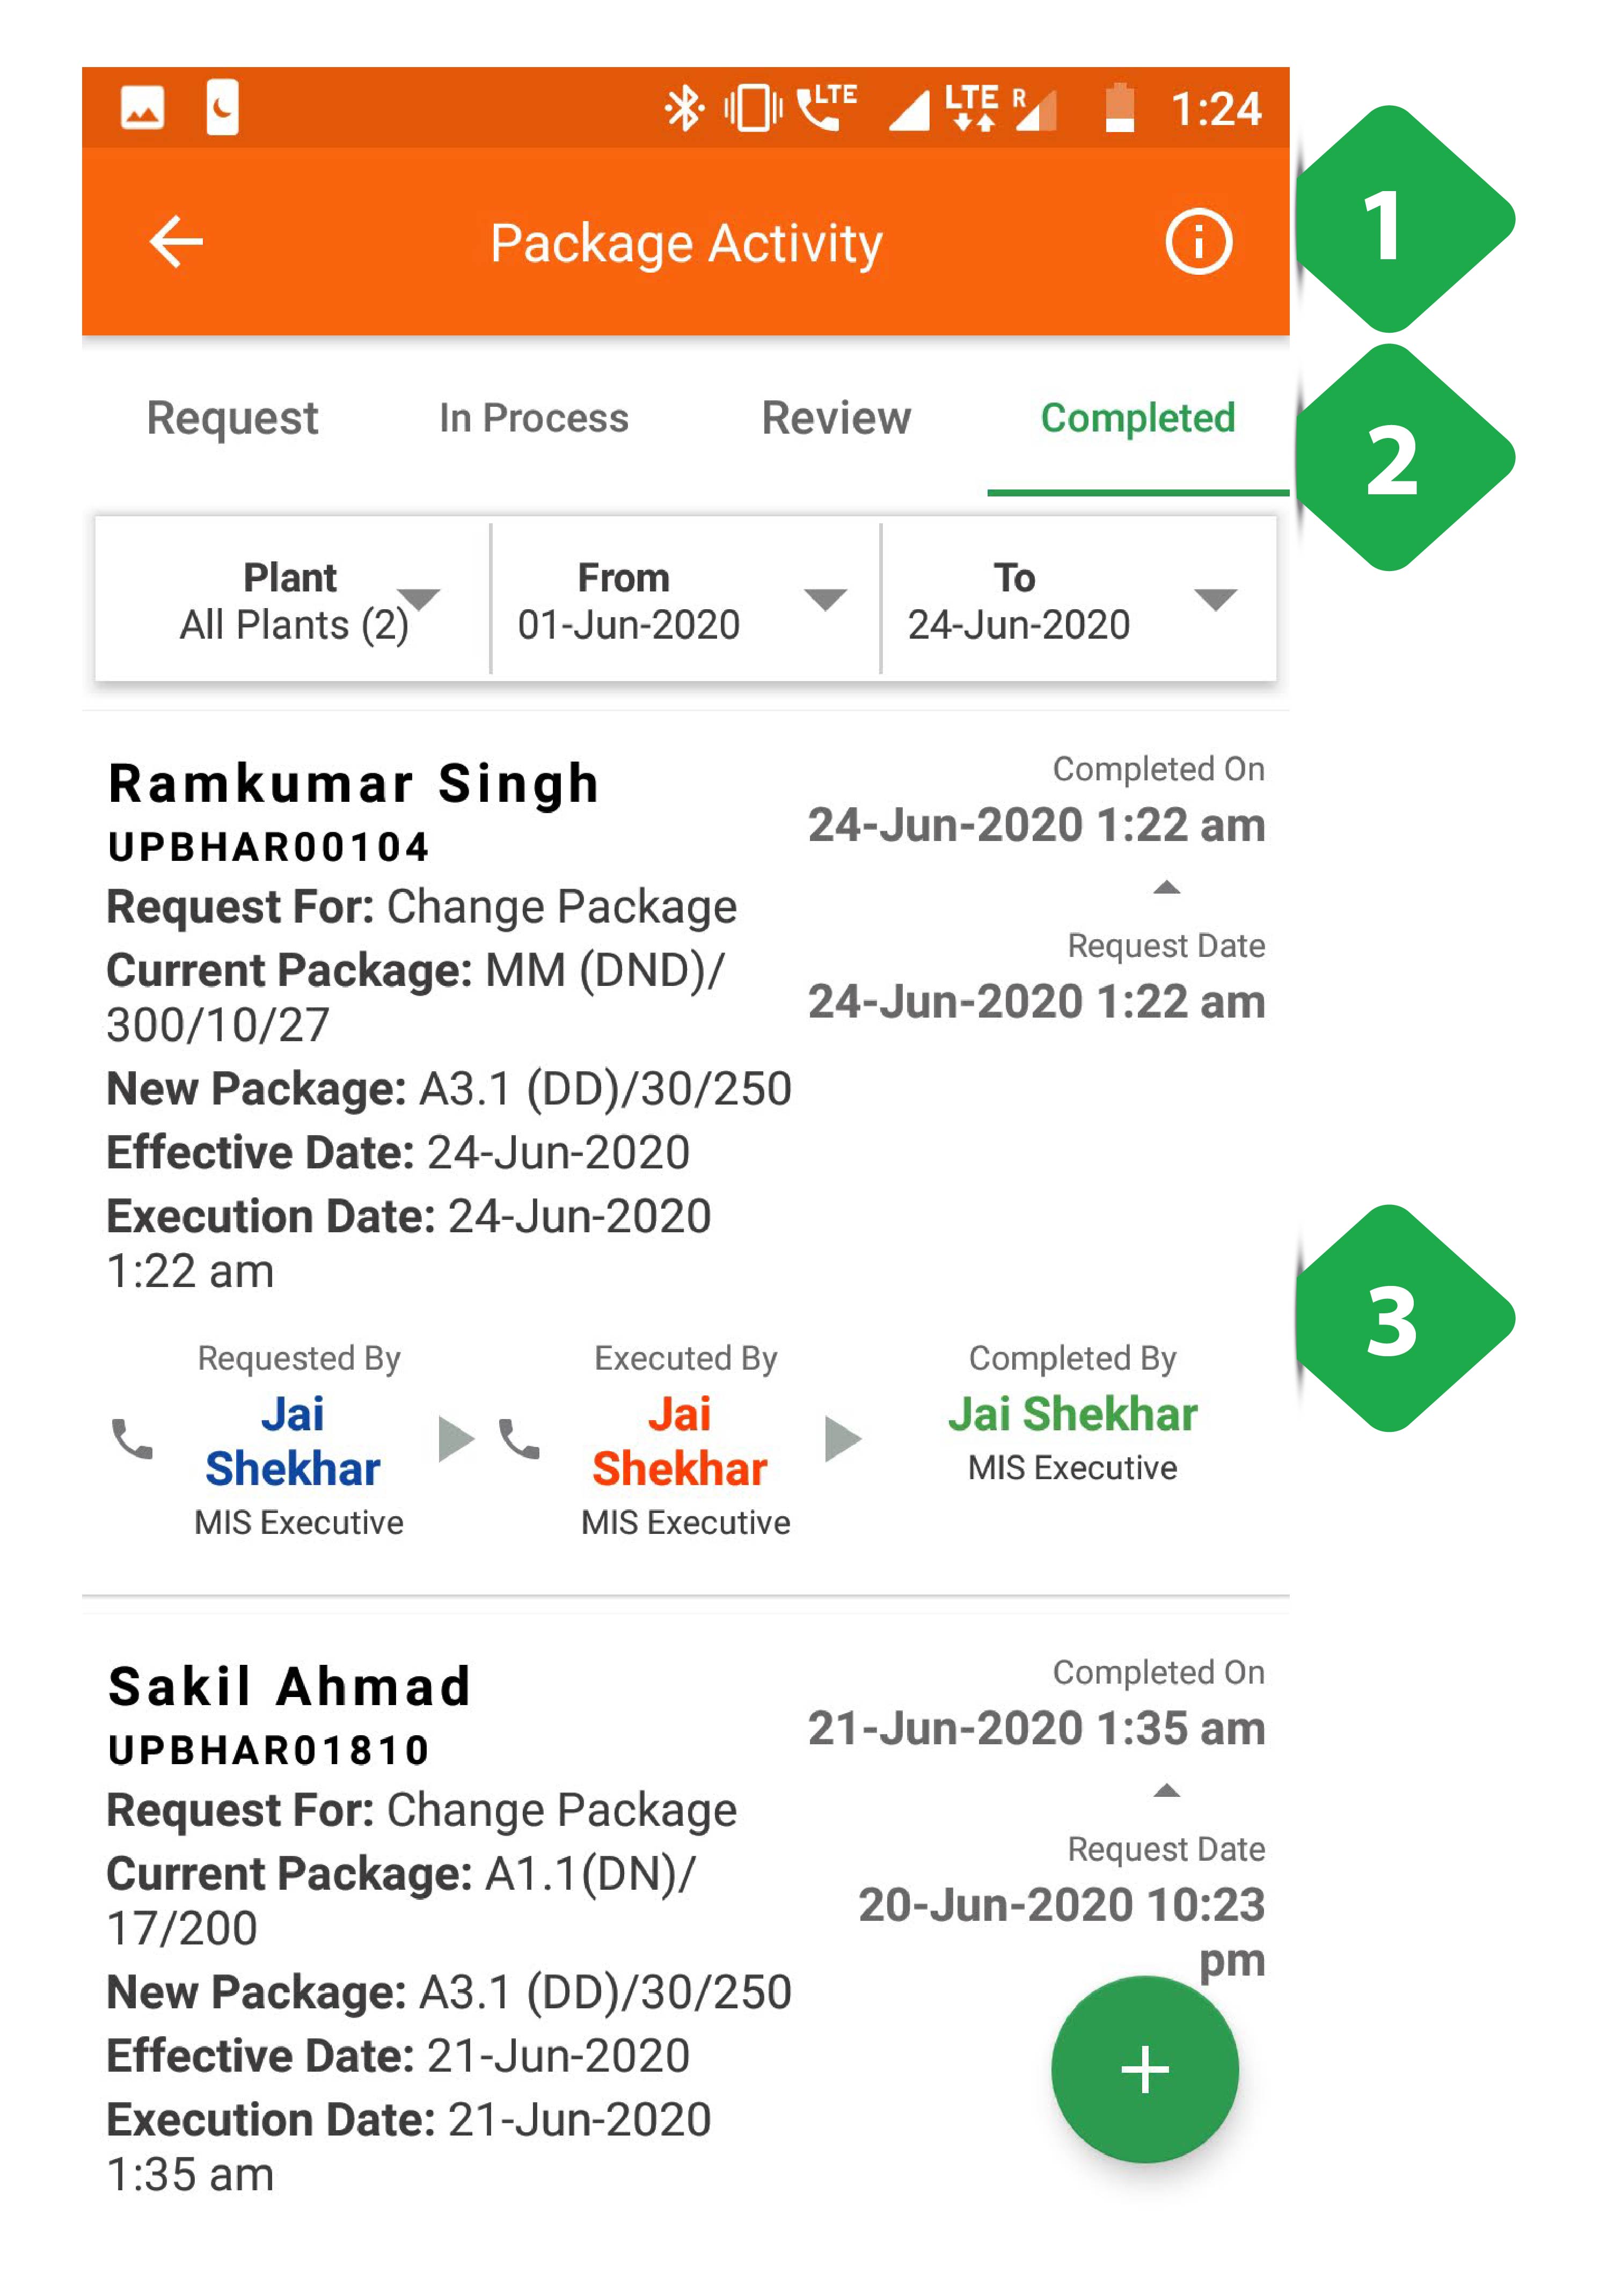 LTE LTE R 1:24
Package Activity
1
Request In Process Review Completed
2
Plant From To
All Plants (2) 01-Jun-2020 24-Jun-2020
Ramkumar Singh
UPBHAR00104
Completed On
24-Jun-2020 1:22 am
Request For: Change Package
Current Package: MM (DND)/
300/10/27
Request Date
24-Jun-2020 1:22 am
New Package: A3.1 (DD)/30/250
Effective Date: 24-Jun-2020
Execution Date: 24-Jun-2020
1:22 am
3
Requested By
Jai
Shekhar
MIS Executive
Executed By
Jai
Shekhar
MIS Executive
Completed By
Jai Shekhar
MIS Executive
Sakil Ahmad
UPBHAR01810
Completed On
21-Jun-2020 1:35 am
Request For: Change Package
Current Package: A1.1(DN)/
17/200
Request Date
20-Jun-2020 10:23
pm
New Package: A3.1 (DD)/30/250
Effective Date: 21-Jun-2020
Execution Date: 21-Jun-2020
1:35 am
+